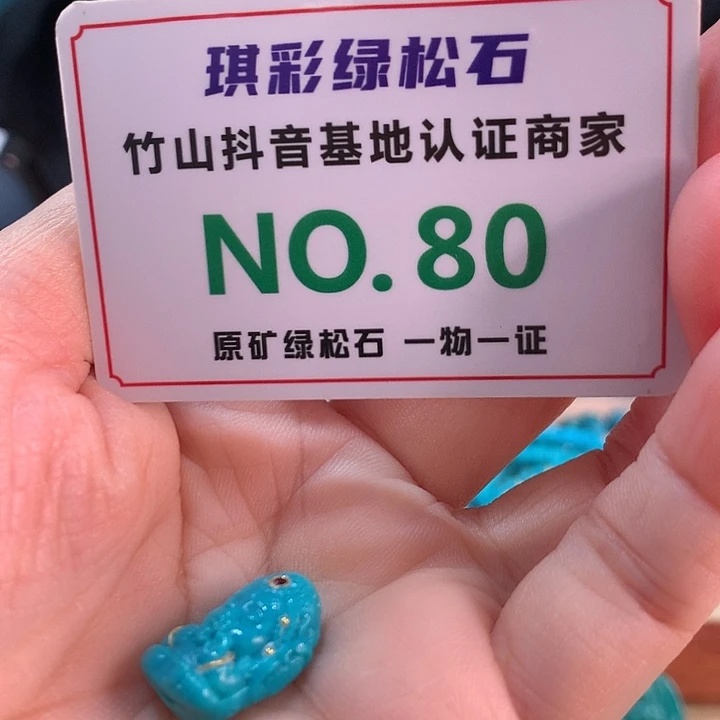 琪彩绿松石
竹山抖音基地认证商家
NO.80
原矿绿松石 一物一证